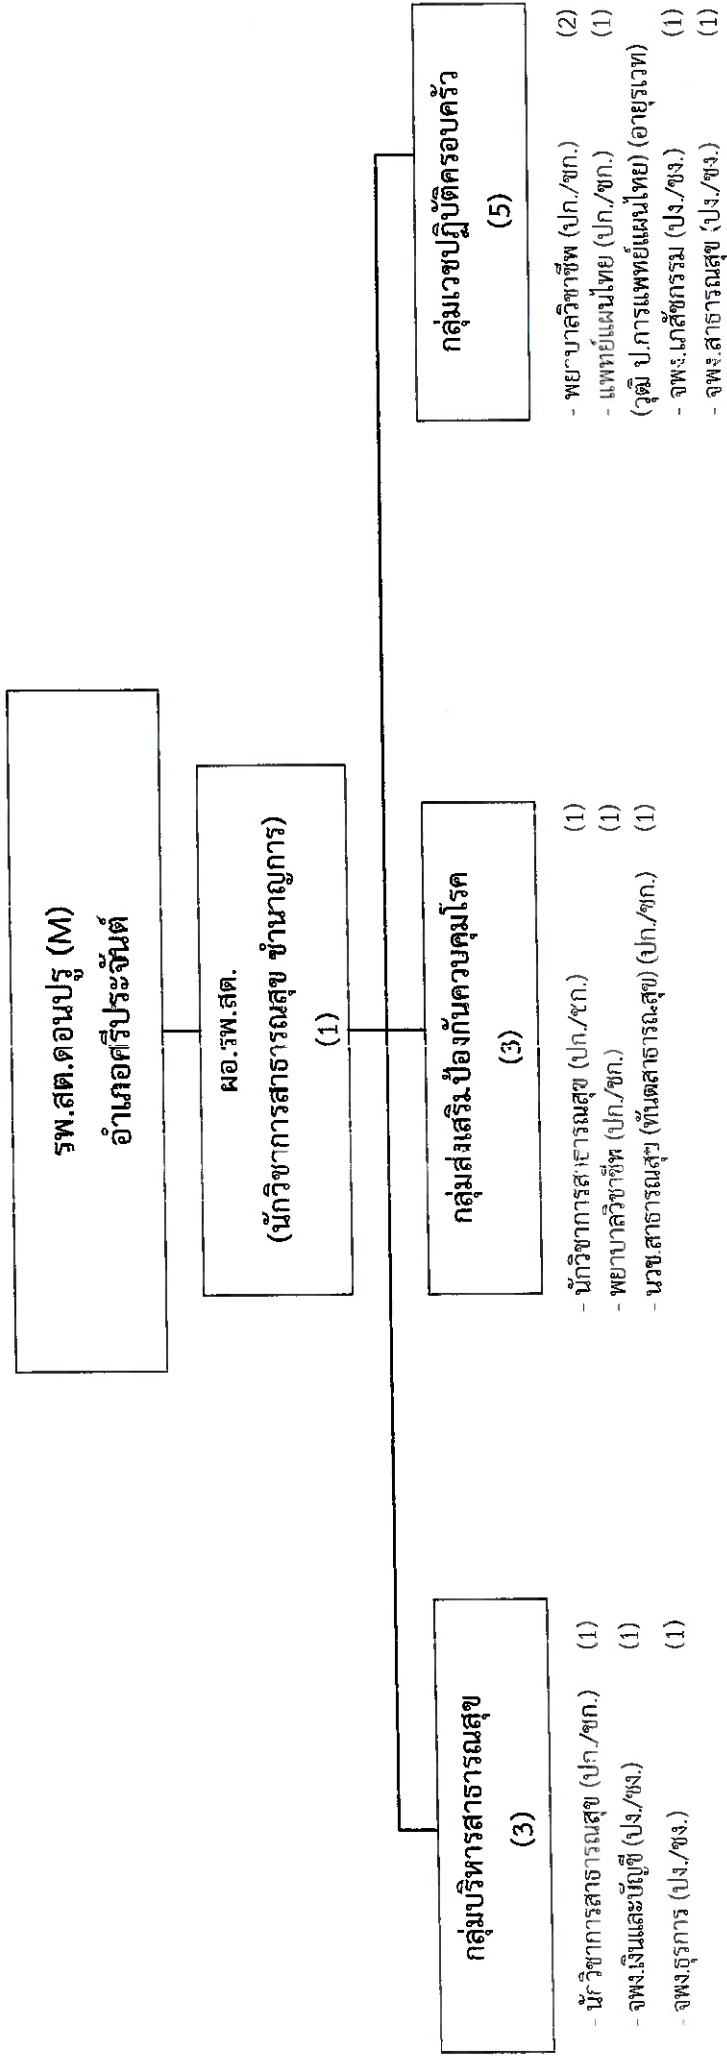 รพ.สต.ดอนปรู (M)
อำเภอศรีประจันต์
ผอ.รพ.สต.
(นักวิชาการสาธารณสุข ชำนาญการ)
(1)
กลุ่มบริหารสาธารณสุข
(3)
- นักวิชาการสาธารณสุข (ปก./ชก.) (1)
- จพง.เงินและบัญชี (ปง./ชง.) (1)
- จพง.ธุรการ (ปง./ชง.) (1)
กลุ่มส่งเสริมป้องกันควบคุมโรค
(3)
- นักวิชาการสาธารณสุข (ปก./ชก.) (1)
- พยาบาลวิชาชีพ (ปก./ชก.) (1)
- นวช.สาธารณสุข (ทันตสาธารณสุข) (ปก./ชก.) (1)
กลุ่มเวชปฏิบัติครอบครัว
(5)
- พยาบาลวิชาชีพ (ปก./ชก.) (2)
- แพทย์แผนไทย (ปก./ชก.) (1)
(วุฒิ ป.การแพทย์แผนไทย) (อายุรเวท)
- จพง.เภสัชกรรม (ปง./ชง.) (1)
- จพง.สาธารณสุข (ปง./ชง.) (1)